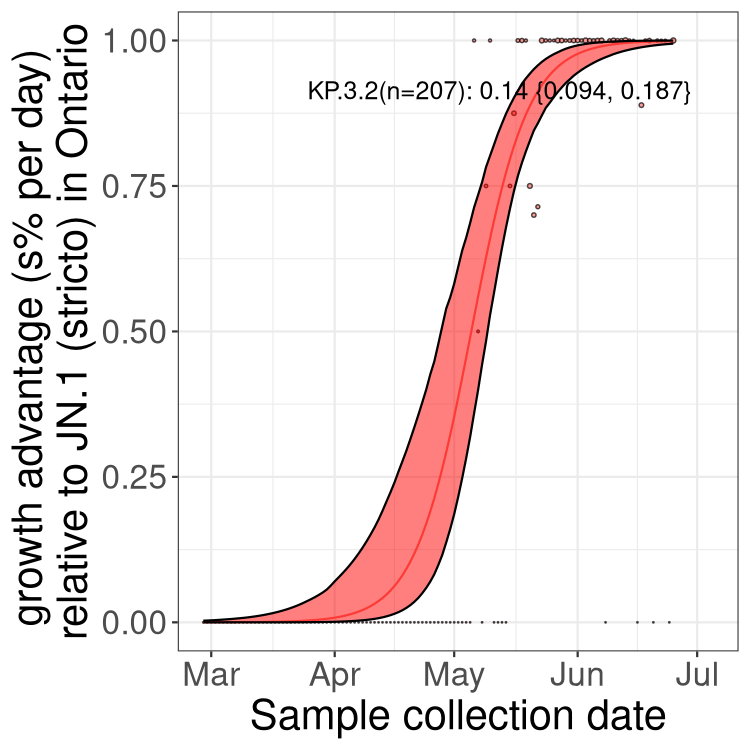 growth advantage (s% per day)
relative to JN.1 (stricto) in Ontario
1.00
0.75
0.50
0.25
0.00
KP.3.2(n=207): 0.14 {0.094, 0.187}
Mar Apr May Jun Jul
Sample collection date